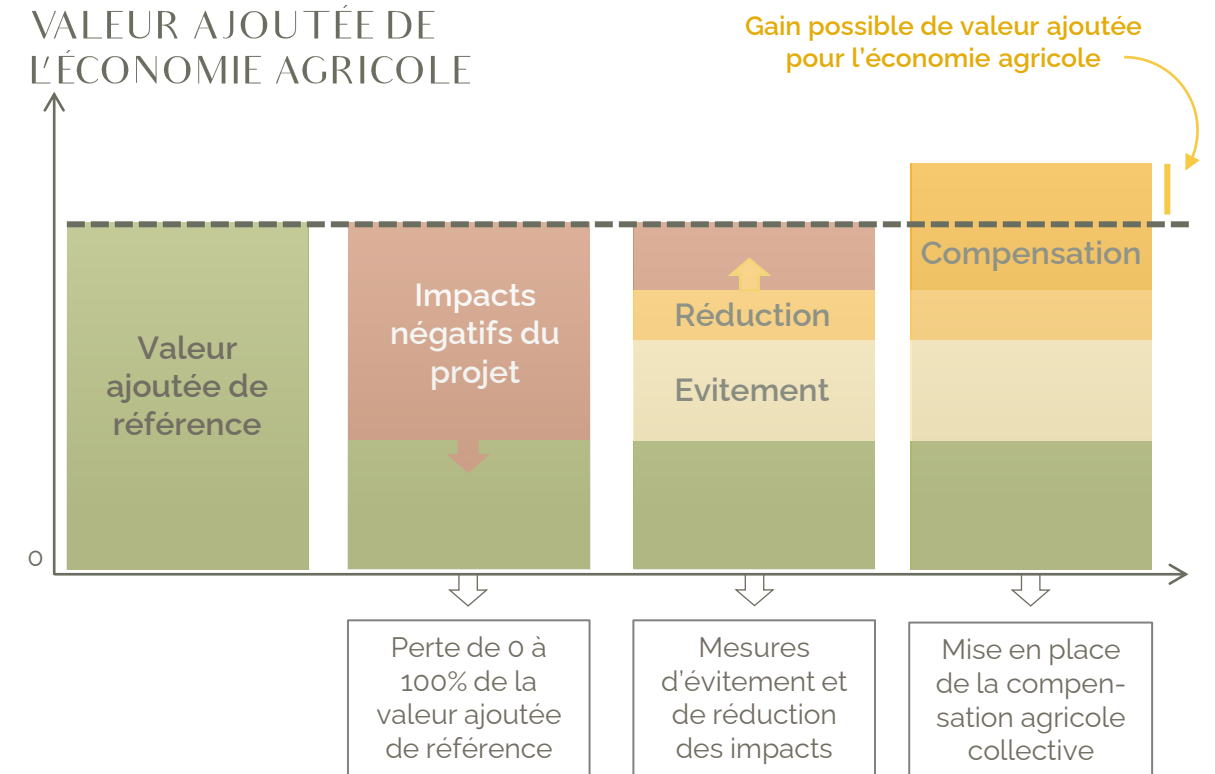 VALEUR AJOUTÉE DE
L'ÉCONOMIE AGRICOLE
Gain possible de valeur ajoutée
pour l'économie agricole
Valeur
ajoutée de
référence
Impacts
négatifs du
projet
Réduction
Evitement
Compensation
0
Perte de 0 à
100% de la
valeur ajoutée
de référence
Mesures
d'évitement et
de réduction
des impacts
Mise en place
de la compen-
sation agricole
collective